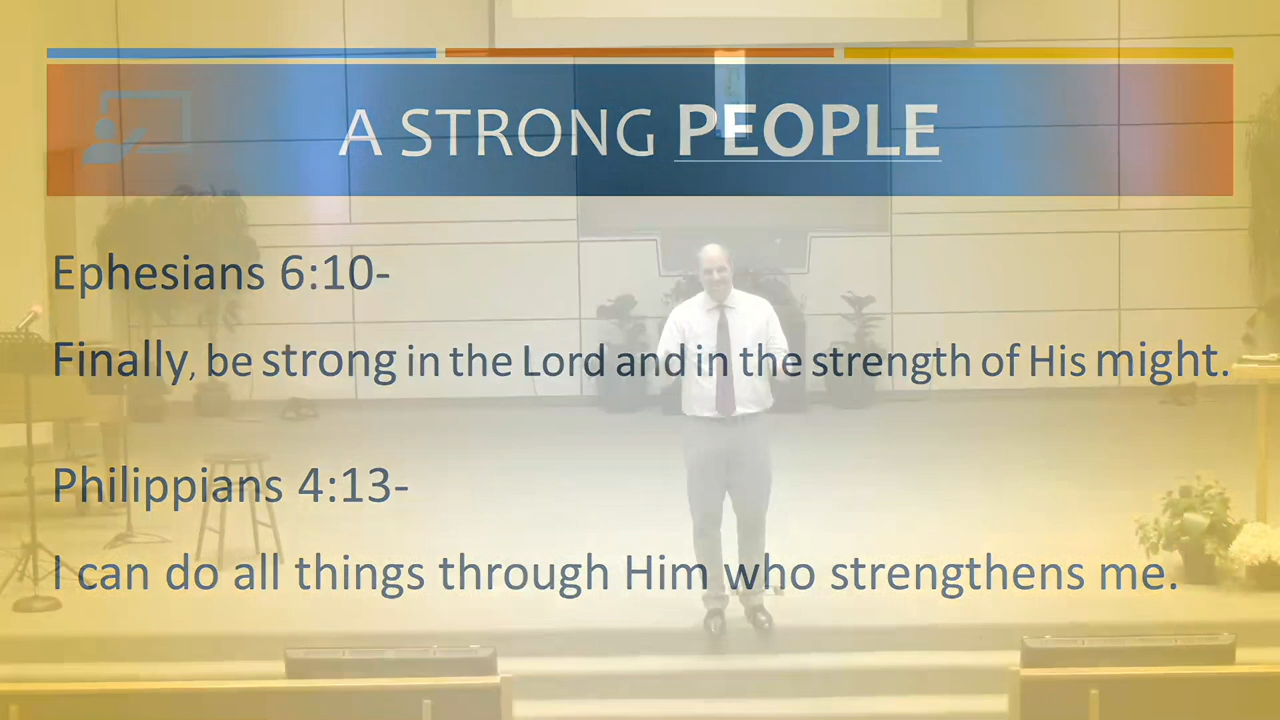 A STRONG PEOPLE
Ephesians 6:10-
Finally, be strong in the Lord and in the strength of His might.
Philippians 4:13-
I can do all things through Him who strengthens me.